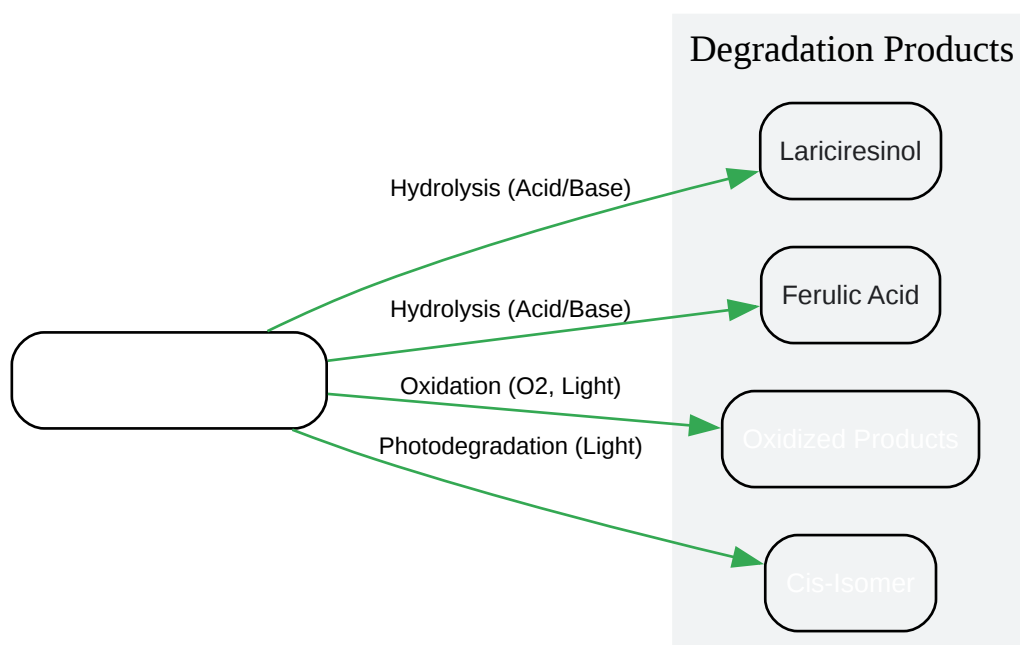 Degradation Products
Lariciresinol
Hydrolysis (Acid/Base)
Ferulic Acid
Hydrolysis (Acid/Base)
Oxidation (O2, Light)
Oxidized Products
Photodegradation (Light)
Cis-Isomer